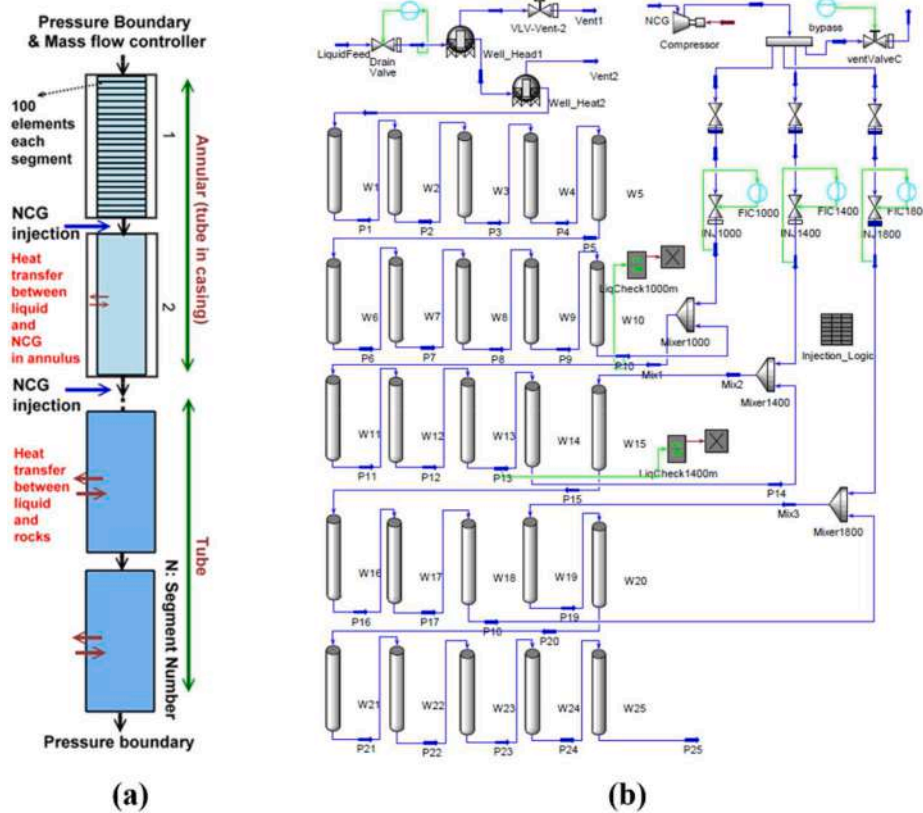 Pressure Boundary
& Mass flow controller
100
elements
each
segment
1
Annular (tube in casing)
NCG
injection
Heat
transfer
between
liquid
and
NCG
in annulus
2
NCG
injection
Heat
transfer
between
liquid
and
rocks
Tube
N: Segment Number
Pressure boundary
(a)
LiquidFeed
Drain
Valve
Well_Head1
VLV-Vent-2
Vent1
Well_Heat2
Vent2
NCG
Compressor
bypass
ventValveC
W1
W2
W3
W4
W5
P1
P2
P3
P4
P5
INJ1000
FIC1000
INJ1400
FIC1400
INJ1800
LiqCheck1000m
W6
W7
W8
W9
W10
Mixer1000
Injection_Logic
P6
P7
P8
P9
P10
Mix1
Mix2
Mixer1400
W11
W12
W13
W14
W15
LiqCheck1400m
P11
P12
P13
P14
P15
Mix3
Mixer1800
W16
W17
W18
W19
W20
P16
P17
P10
P19
P20
W21
W22
W23
W24
W25
P21
P22
P23
P24
P25
(b)